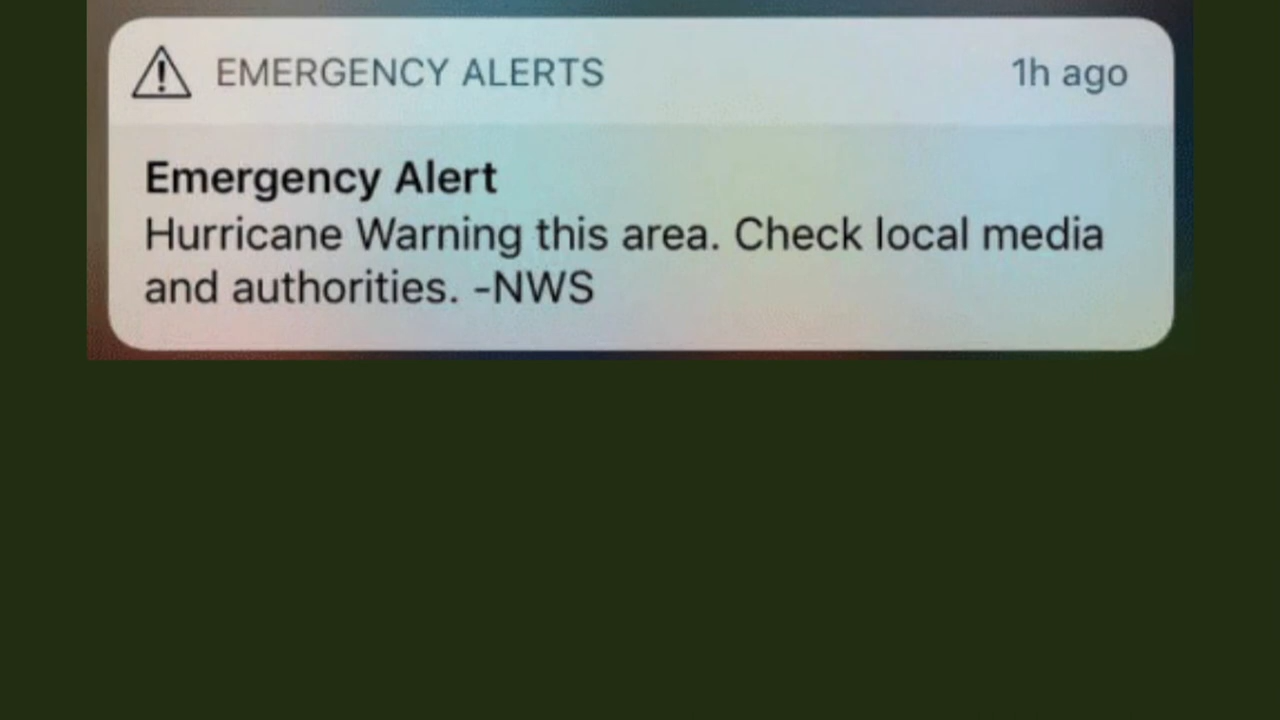 EMERGENCY ALERTS 1h ago
Emergency Alert
Hurricane Warning this area. Check local media
and authorities. -NWS